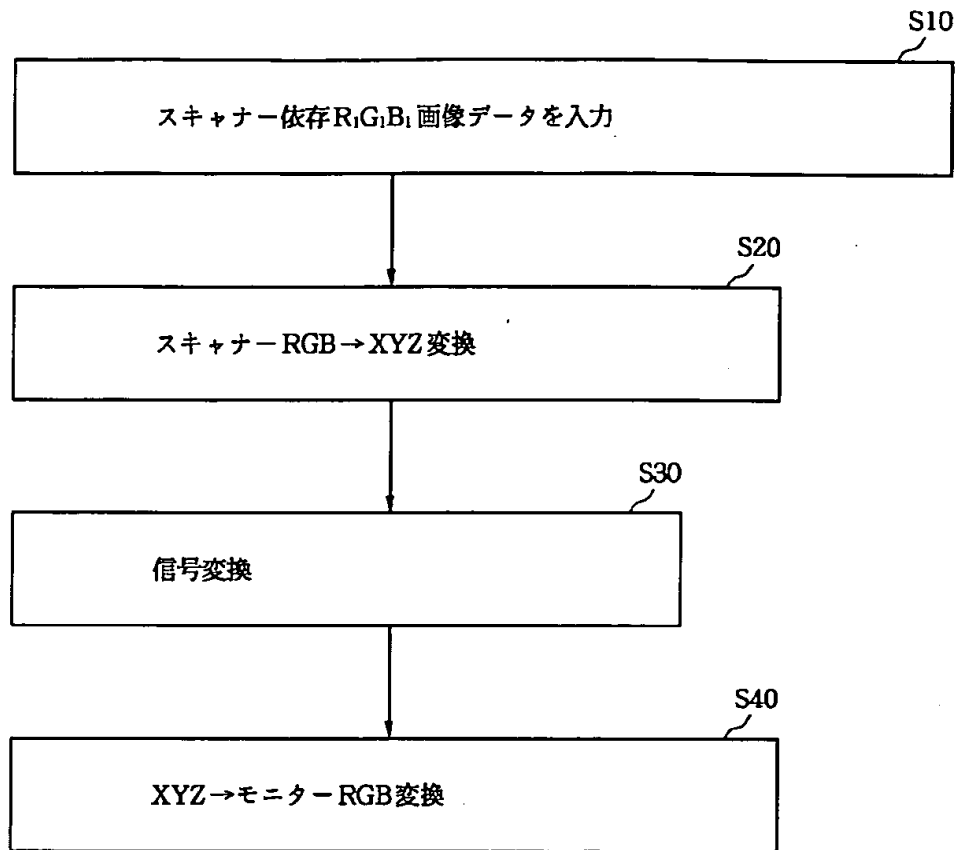 S10
スキャナー依存R₁G₁B₁画像データを入力
S20
スキャナーRGB→XYZ変換
S30
信号変換
S40
XYZ→モニターRGB変換